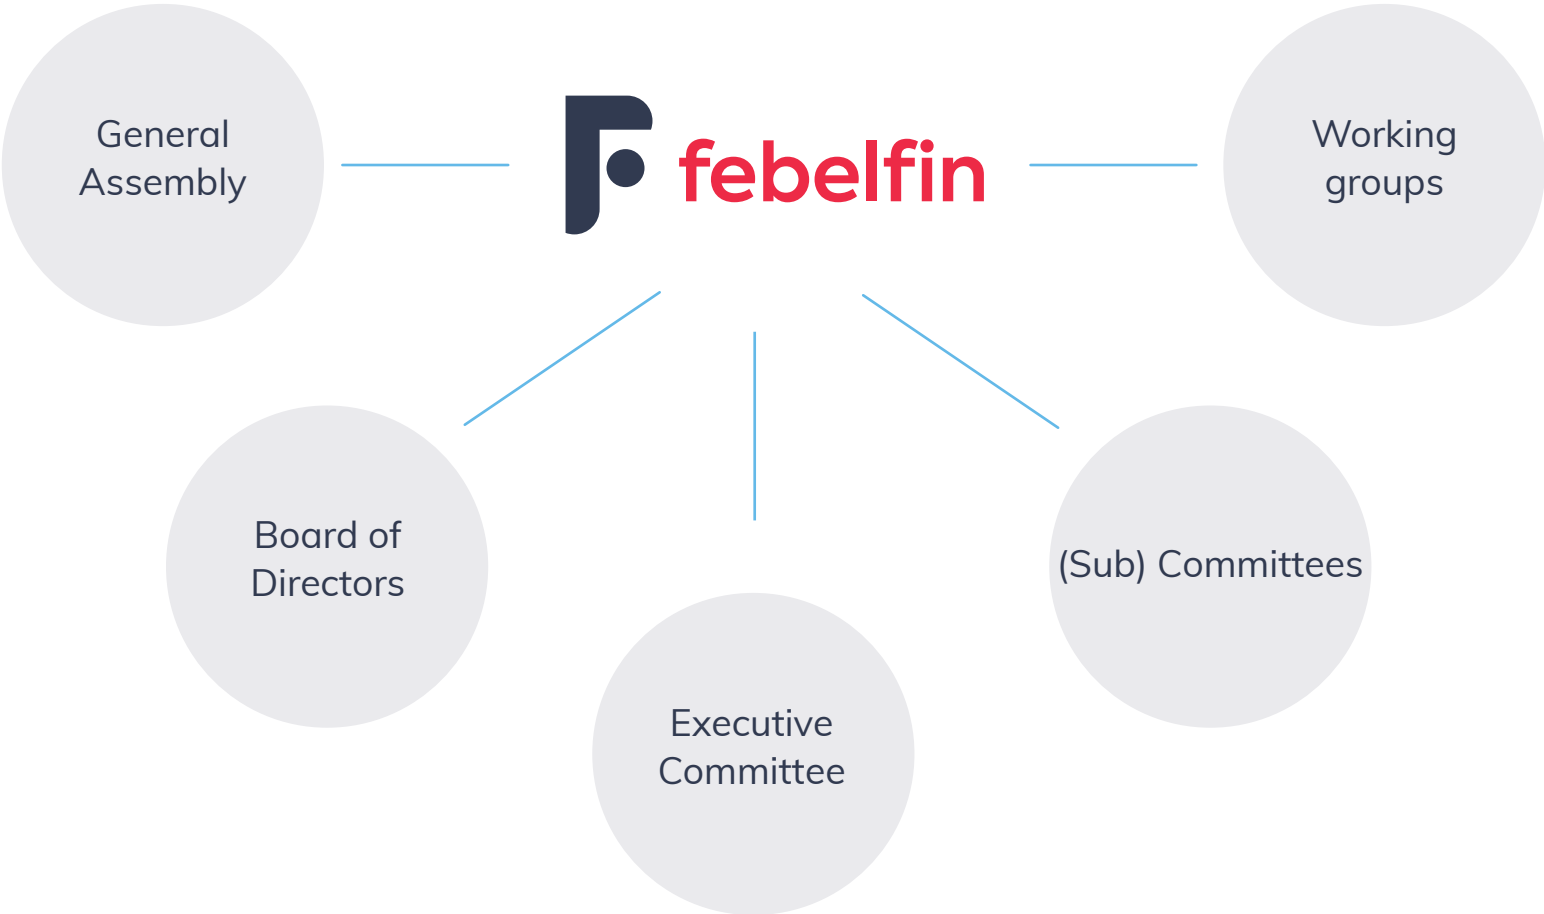 General
Assembly
febelfin
Working
groups
Board of
Directors
(Sub) Committees
Executive
Committee